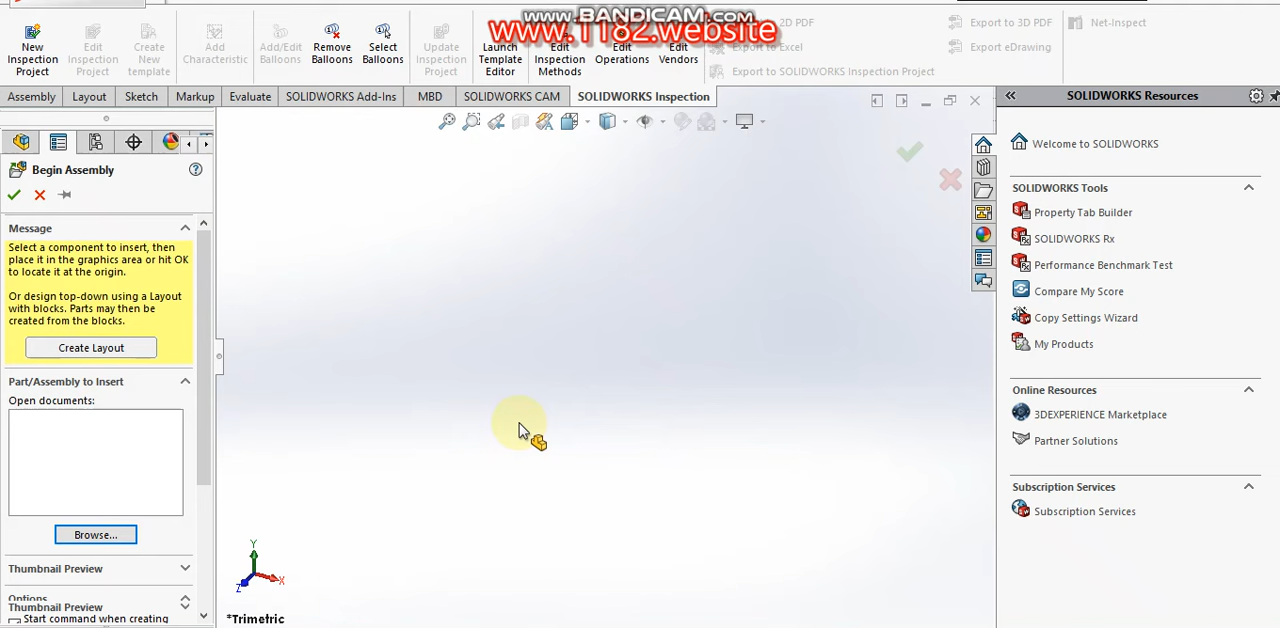 www.BANDICAM.com
www.1182.website
New Inspection Project
Edit Inspection Project
Create New template
Add Characteristic
Add/Edit Balloons
Remove Balloons
Select Balloons
Update Inspection Project
Launch Template Editor
Edit Inspection Methods
Edit Operations
Edit Vendors
2D PDF
Export to Excel
Export to SOLIDWORKS Inspection Project
Export to 3D PDF
Export eDrawing
Net-Inspect
Assembly
Layout
Sketch
Markup
Evaluate
SOLIDWORKS Add-Ins
MBD
SOLIDWORKS CAM
SOLIDWORKS Inspection
Begin Assembly
Message
Select a component to insert, then
place it in the graphics area or hit OK
to locate it at the origin.
Or design top-down using a Layout
with blocks. Parts may then be
created from the blocks.
Create Layout
Part/Assembly to Insert
Open documents:
Browse...
Thumbnail Preview
Options
Thumbnail Preview
Start command when creating
Y
X
Z
*Trimetric
SOLIDWORKS Resources
Welcome to SOLIDWORKS
SOLIDWORKS Tools
Property Tab Builder
SOLIDWORKS Rx
Performance Benchmark Test
Compare My Score
Copy Settings Wizard
My Products
Online Resources
3DEXPERIENCE Marketplace
Partner Solutions
Subscription Services
Subscription Services